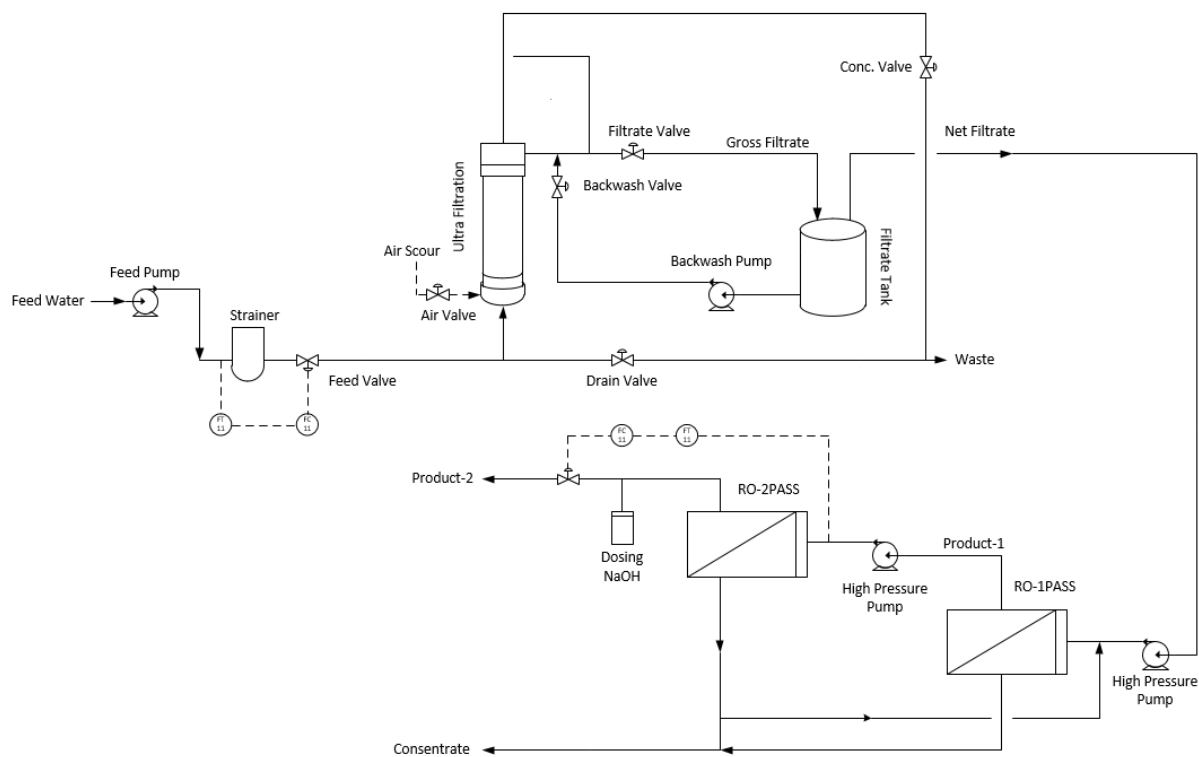 Conc. Valve
Filtrate Valve
Gross Filtrate
Net Filtrate
Ultra Filtration
Backwash Valve
Air Scour
Backwash Pump
Filtrate Tank
Feed Pump
Feed Water
Air Valve
Strainer
Feed Valve
Drain Valve
Waste
FT
11
FC
11
FC
11
FT
11
Product-2
RO-2PASS
Dosing
NaOH
Product-1
High Pressure
Pump
RO-1PASS
High Pressure
Pump
Consentrate